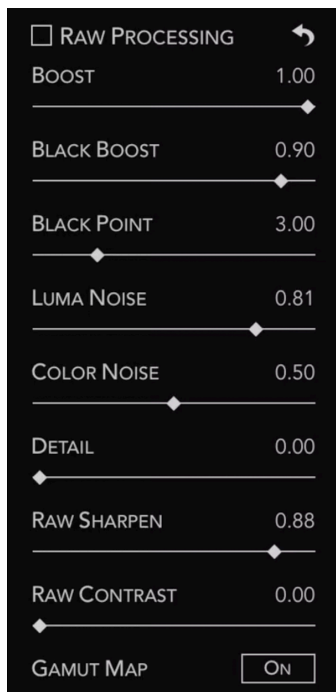 Raw Processing
Boost 1.00
Black Boost 0.90
Black Point 3.00
Luma Noise 0.81
Color Noise 0.50
Detail 0.00
Raw Sharpen 0.88
Raw Contrast 0.00
Gamut Map On